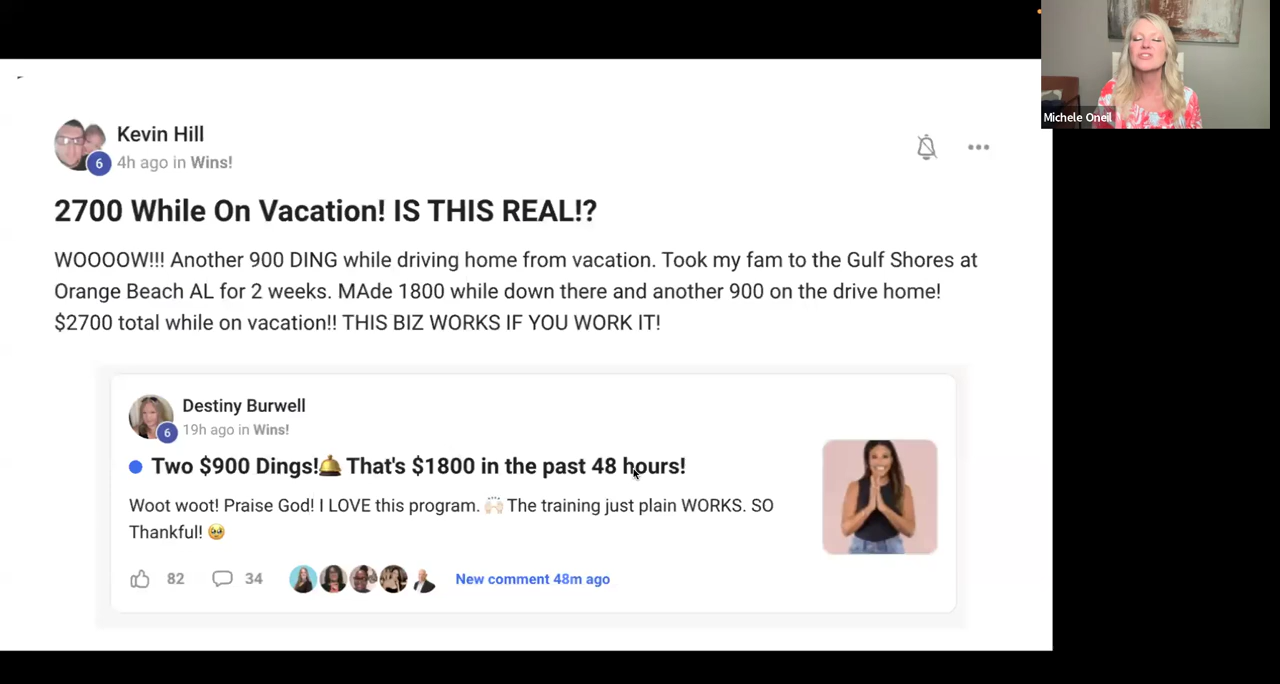 Michele Oneil
Kevin Hill
6
4h ago in Wins!
2700 While On Vacation! IS THIS REAL!?
WOOOOW!!! Another 900 DING while driving home from vacation. Took my fam to the Gulf Shores at
Orange Beach AL for 2 weeks. MAde 1800 while down there and another 900 on the drive home!
$2700 total while on vacation!! THIS BIZ WORKS IF YOU WORK IT!
Destiny Burwell
6
19h ago in Wins!
Two $900 Dings!🛎️ That's $1800 in the past 48 hours!
Woot woot! Praise God! I LOVE this program. 🙌🏻 The training just plain WORKS. SO
Thankful! 🥹
82 34 New comment 48m ago